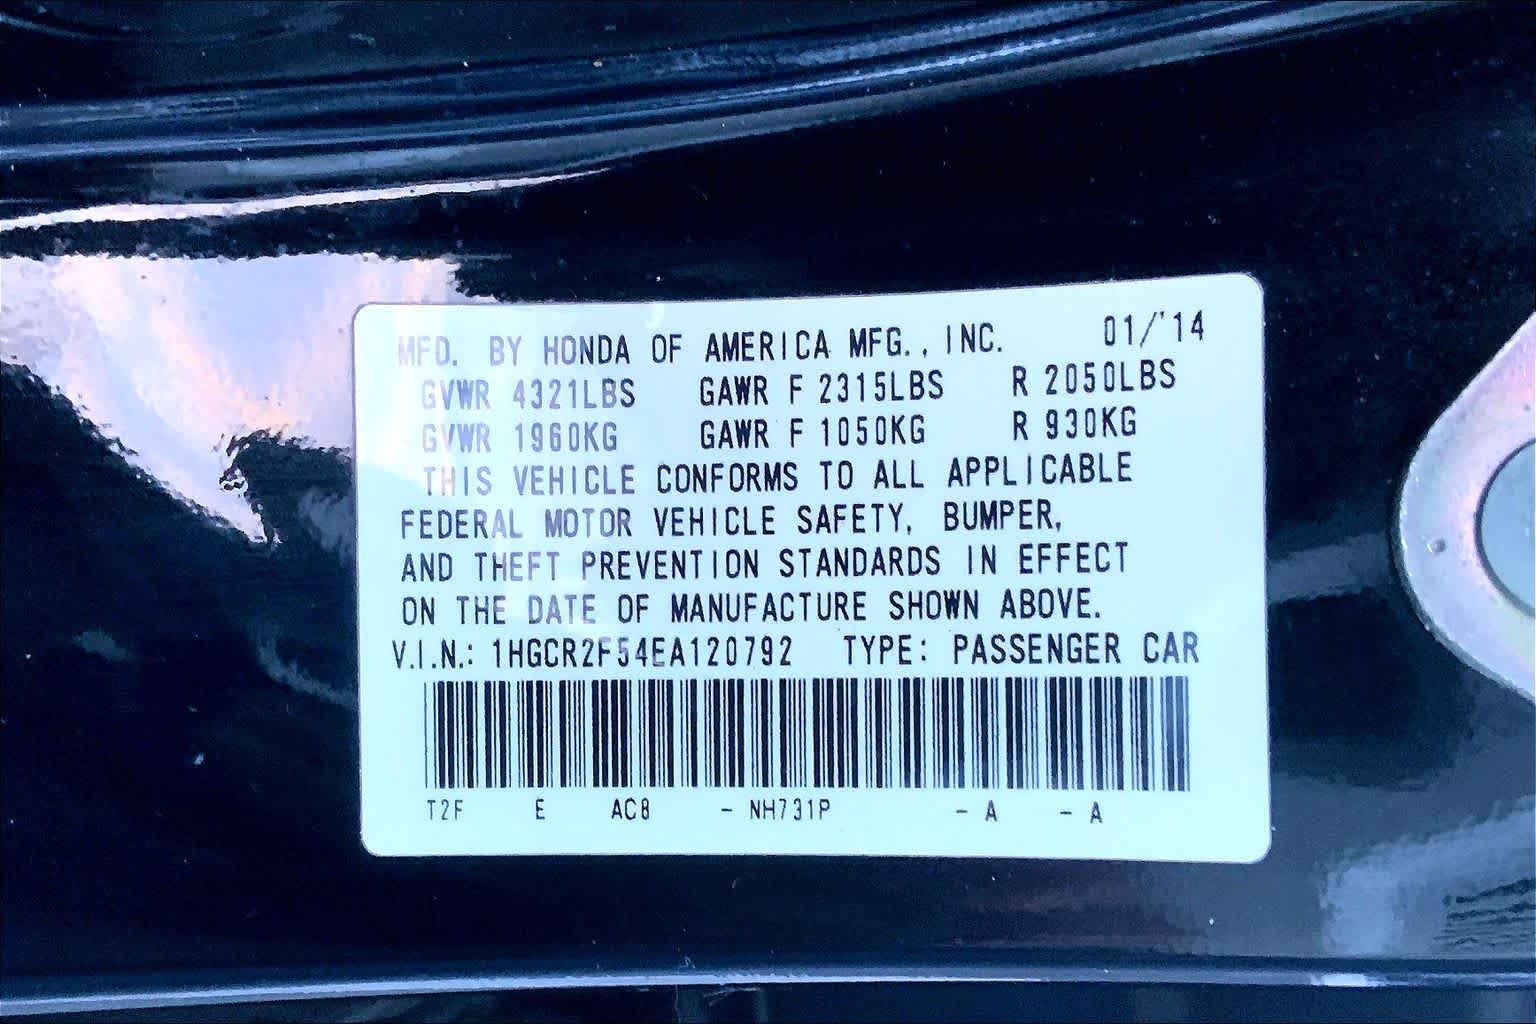 MFD. BY HONDA OF AMERICA MFG., INC. 01/'14
GVWR 4321LBS GAWR F 2315LBS R 2050LBS
GVWR 1960KG GAWR F 1050KG R 930KG
THIS VEHICLE CONFORMS TO ALL APPLICABLE
FEDERAL MOTOR VEHICLE SAFETY, BUMPER,
AND THEFT PREVENTION STANDARDS IN EFFECT
ON THE DATE OF MANUFACTURE SHOWN ABOVE.
V.I.N.: 1HGCR2F54EA120792 TYPE: PASSENGER CAR
T2F E AC8 - NH731P - A - A